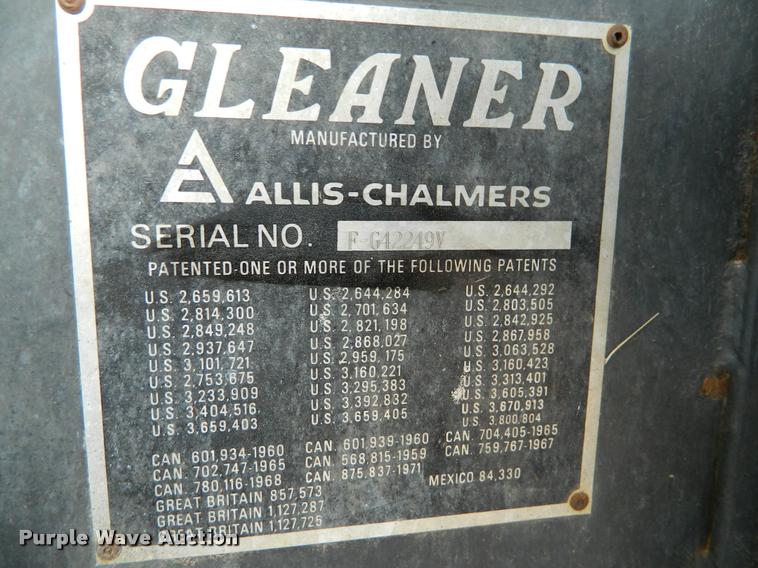 GLEANER
MANUFACTURED BY
ALLIS-CHALMERS
SERIAL NO. F-G42249V
PATENTED-ONE OR MORE OF THE FOLLOWING PATENTS
U.S. 2,659,613 U.S. 2,644,284 U.S. 2,644,292
U.S. 2,814,300 U.S. 2,701,634 U.S. 2,803,505
U.S. 2,849,248 U.S. 2,821,198 U.S. 2,842,925
U.S. 2,937,647 U.S. 2,868,027 U.S. 2,867,958
U.S. 3,101,721 U.S. 2,959,175 U.S. 3,063,528
U.S. 2,753,675 U.S. 3,160,221 U.S. 3,160,423
U.S. 3,233,909 U.S. 3,295,383 U.S. 3,313,401
U.S. 3,404,516 U.S. 3,392,832 U.S. 3,605,391
U.S. 3,659,403 U.S. 3,659,405 U.S. 3,670,913
U.S. 3,800,804
CAN. 601,934-1960 CAN. 601,939-1960 CAN. 704,405-1965
CAN. 702,747-1965 CAN. 568,815-1959 CAN. 759,767-1967
CAN. 780,116-1968 CAN. 875,837-1971 MEXICO 84,330
GREAT BRITAIN 857,573
GREAT BRITAIN 1,127,287
GREAT BRITAIN 1,127,725
Purple Wave Auction